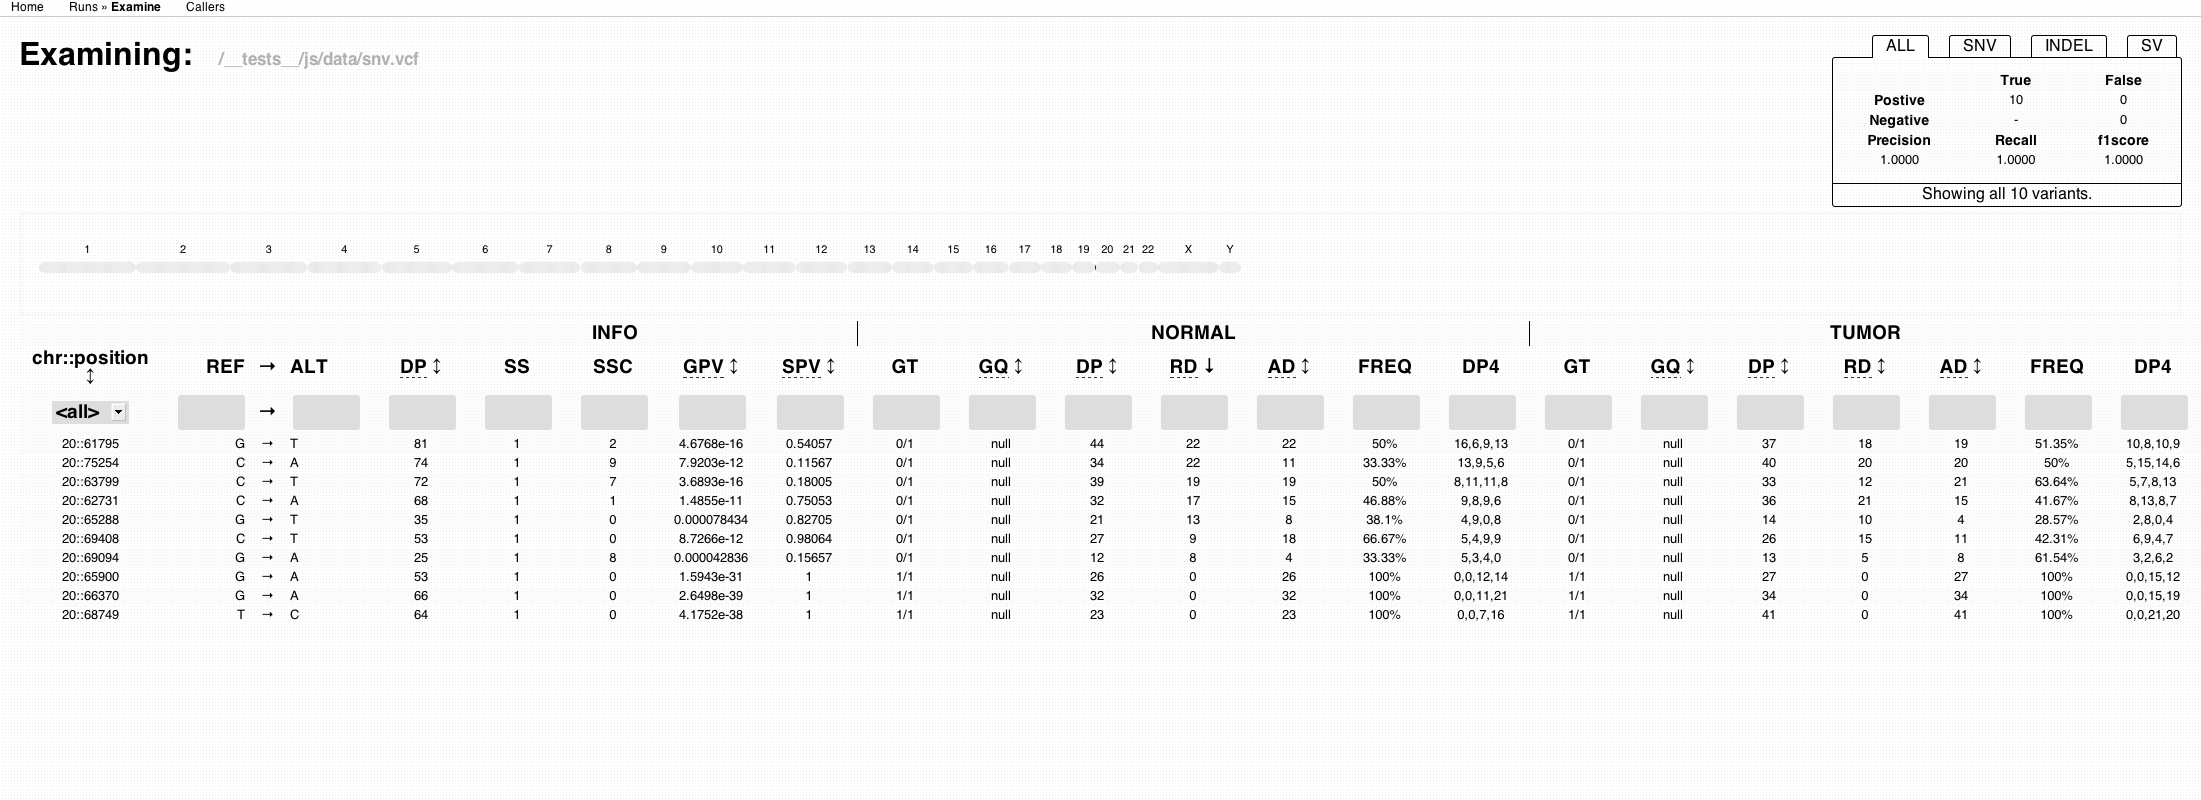 Home Runs » Examine Callers
Examining: /__tests__/js/data/snv.vcf
ALL SNV INDEL SV
True False
Postive 10 0
Negative - 0
Precision Recall f1score
1.0000 1.0000 1.0000
Showing all 10 variants.
1 2 3 4 5 6 7 8 9 10 11 12 13 14 15 16 17 18 19 20 21 22 X Y
INFO NORMAL TUMOR
chr::position ↕ REF → ALT DP ↕ SS SSC GPV ↕ SPV ↕ GT GQ ↕ DP ↕ RD ↓ AD ↕ FREQ DP4 GT GQ ↕ DP ↕ RD ↕ AD ↕ FREQ DP4
<all> →
20::61795 G → T 81 1 2 4.6768e-16 0.54057 0/1 null 44 22 22 50% 16,6,9,13 0/1 null 37 18 19 51.35% 10,8,10,9
20::75254 C → A 74 1 9 7.9203e-12 0.11567 0/1 null 34 22 11 33.33% 13,9,5,6 0/1 null 40 20 20 50% 5,15,14,6
20::63799 C → T 72 1 7 3.6893e-16 0.18005 0/1 null 39 19 19 50% 8,11,11,8 0/1 null 33 12 21 63.64% 5,7,8,13
20::62731 C → A 68 1 1 1.4855e-11 0.75053 0/1 null 32 17 15 46.88% 9,8,9,6 0/1 null 36 21 15 41.67% 8,13,8,7
20::65288 G → T 35 1 0 0.000078434 0.82705 0/1 null 21 13 8 38.1% 4,9,0,8 0/1 null 14 10 4 28.57% 2,8,0,4
20::69408 C → T 53 1 0 8.7266e-12 0.98064 0/1 null 27 9 18 66.67% 5,4,9,9 0/1 null 26 15 11 42.31% 6,9,4,7
20::69094 G → A 25 1 8 0.000042836 0.15657 0/1 null 12 8 4 33.33% 5,3,4,0 0/1 null 13 5 8 61.54% 3,2,6,2
20::65900 G → A 53 1 0 1.5943e-31 1 1/1 null 26 0 26 100% 0,0,12,14 1/1 null 27 0 27 100% 0,0,15,12
20::66370 G → A 66 1 0 2.6498e-39 1 1/1 null 32 0 32 100% 0,0,11,21 1/1 null 34 0 34 100% 0,0,15,19
20::68749 T → C 64 1 0 4.1752e-38 1 1/1 null 23 0 23 100% 0,0,7,16 1/1 null 41 0 41 100% 0,0,21,20